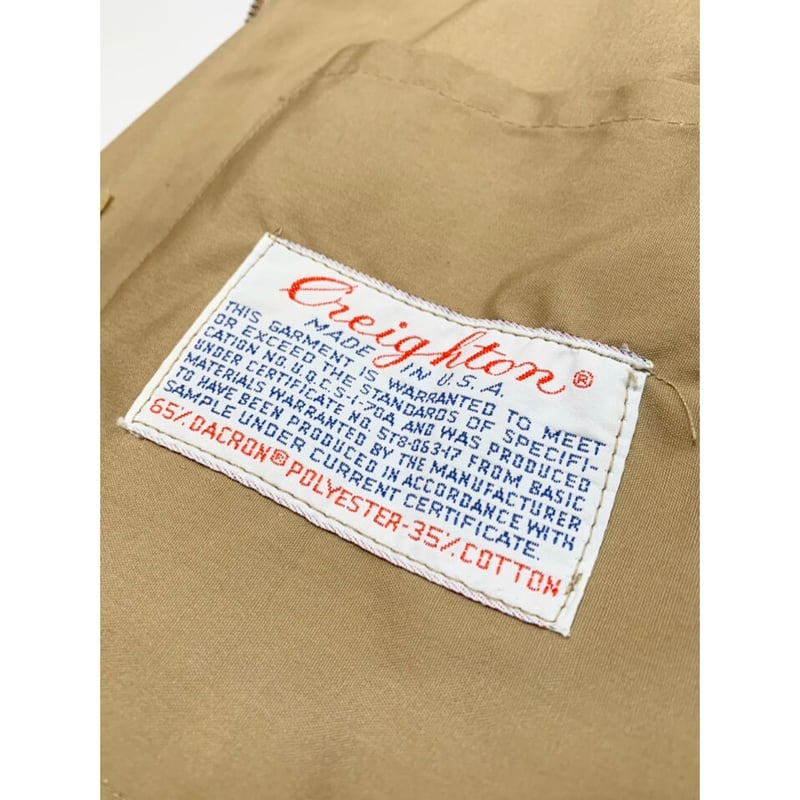 Creighton®
MADE IN U.S.A.
THIS GARMENT IS WARRANTED TO MEET
OR EXCEED THE STANDARDS OF SPECIFI-
CATION NO. U.Q.C.S-1-70A, AND WAS PRODUCED
UNDER CERTIFICATE NO. ST8-063-17 FROM BASIC
MATERIALS WARRANTED BY THE MANUFACTURER
TO HAVE BEEN PRODUCED IN ACCORDANCE WITH
SAMPLE UNDER CURRENT CERTIFICATE.
65% DACRON® POLYESTER-35% COTTON